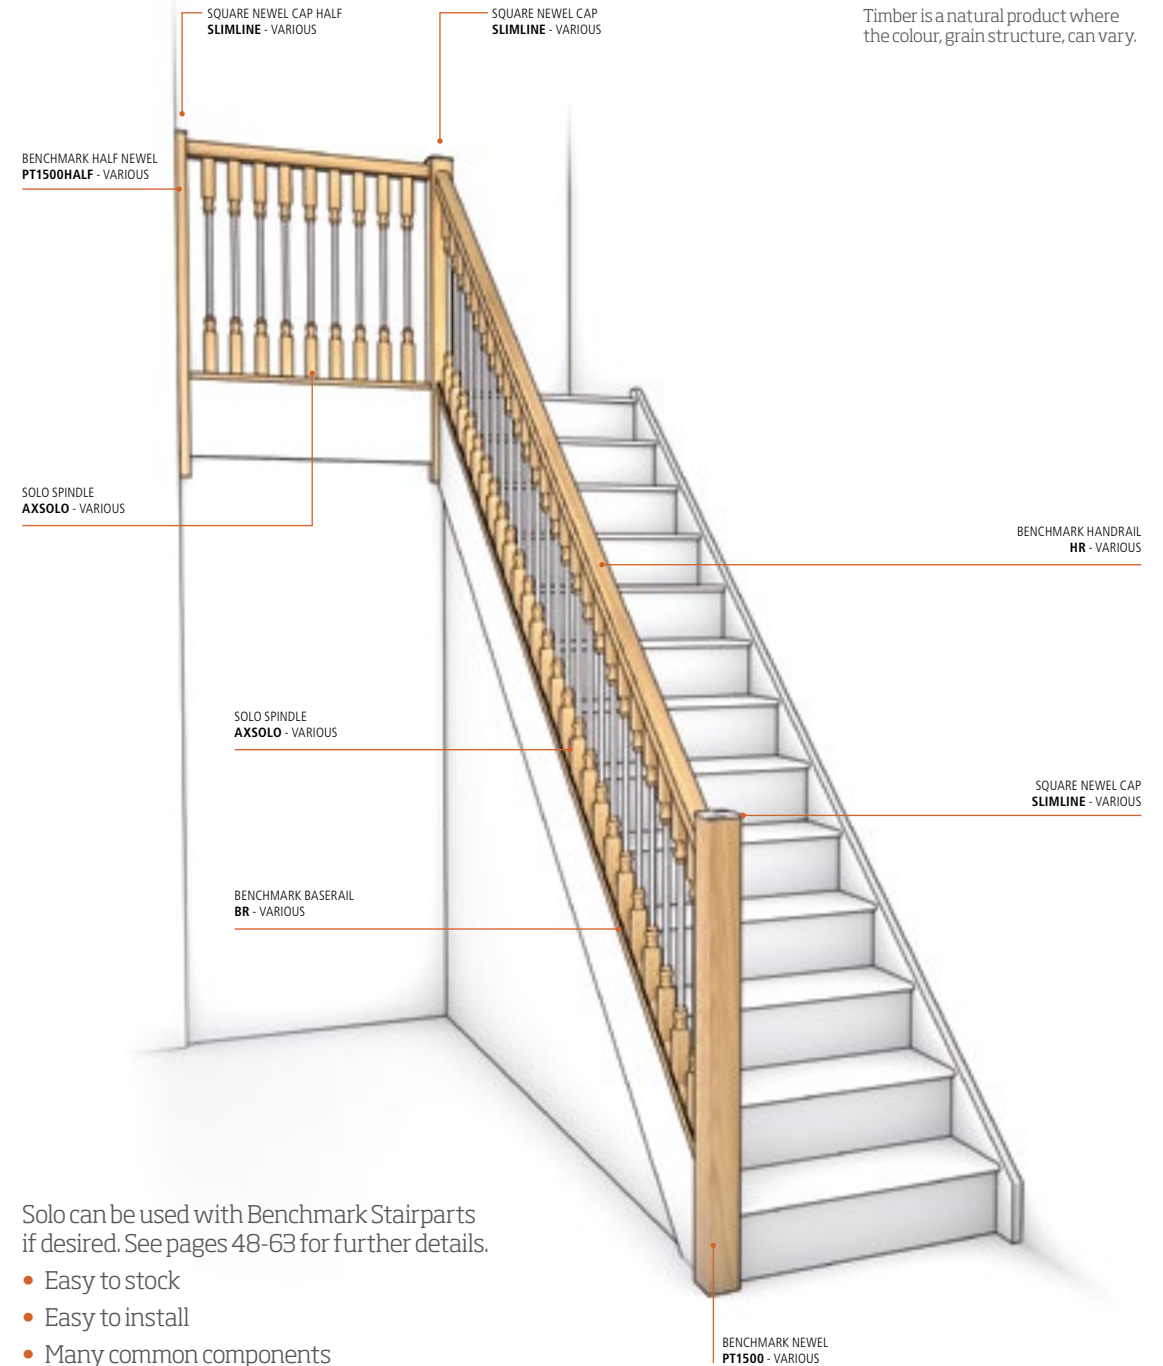 SQUARE NEWEL CAP HALF
SLIMLINE - VARIOUS
SQUARE NEWEL CAP
SLIMLINE - VARIOUS
Timber is a natural product where
the colour, grain structure, can vary.
BENCHMARK HALF NEWEL
PT1500HALF - VARIOUS
SOLO SPINDLE
AXSOLO - VARIOUS
BENCHMARK HANDRAIL
HR - VARIOUS
SOLO SPINDLE
AXSOLO - VARIOUS
SQUARE NEWEL CAP
SLIMLINE - VARIOUS
BENCHMARK BASERAIL
BR - VARIOUS
Solo can be used with Benchmark Stairparts
if desired. See pages 48-63 for further details.
• Easy to stock
• Easy to install
• Many common components
BENCHMARK NEWEL
PT1500 - VARIOUS